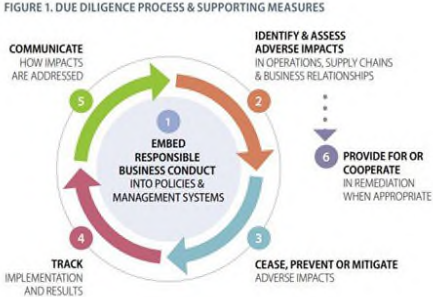 FIGURE 1. DUE DILIGENCE PROCESS & SUPPORTING MEASURES
COMMUNICATE
HOW IMPACTS
ARE ADDRESSED
5
IDENTIFY & ASSESS
ADVERSE IMPACTS
IN OPERATIONS, SUPPLY CHAINS
& BUSINESS RELATIONSHIPS
2
1
EMBED
RESPONSIBLE
BUSINESS CONDUCT
INTO POLICIES &
MANAGEMENT SYSTEMS
6
PROVIDE FOR OR
COOPERATE
IN REMEDIATION
WHEN APPROPRIATE
4
TRACK
IMPLEMENTATION
AND RESULTS
3
CEASE, PREVENT OR MITIGATE
ADVERSE IMPACTS